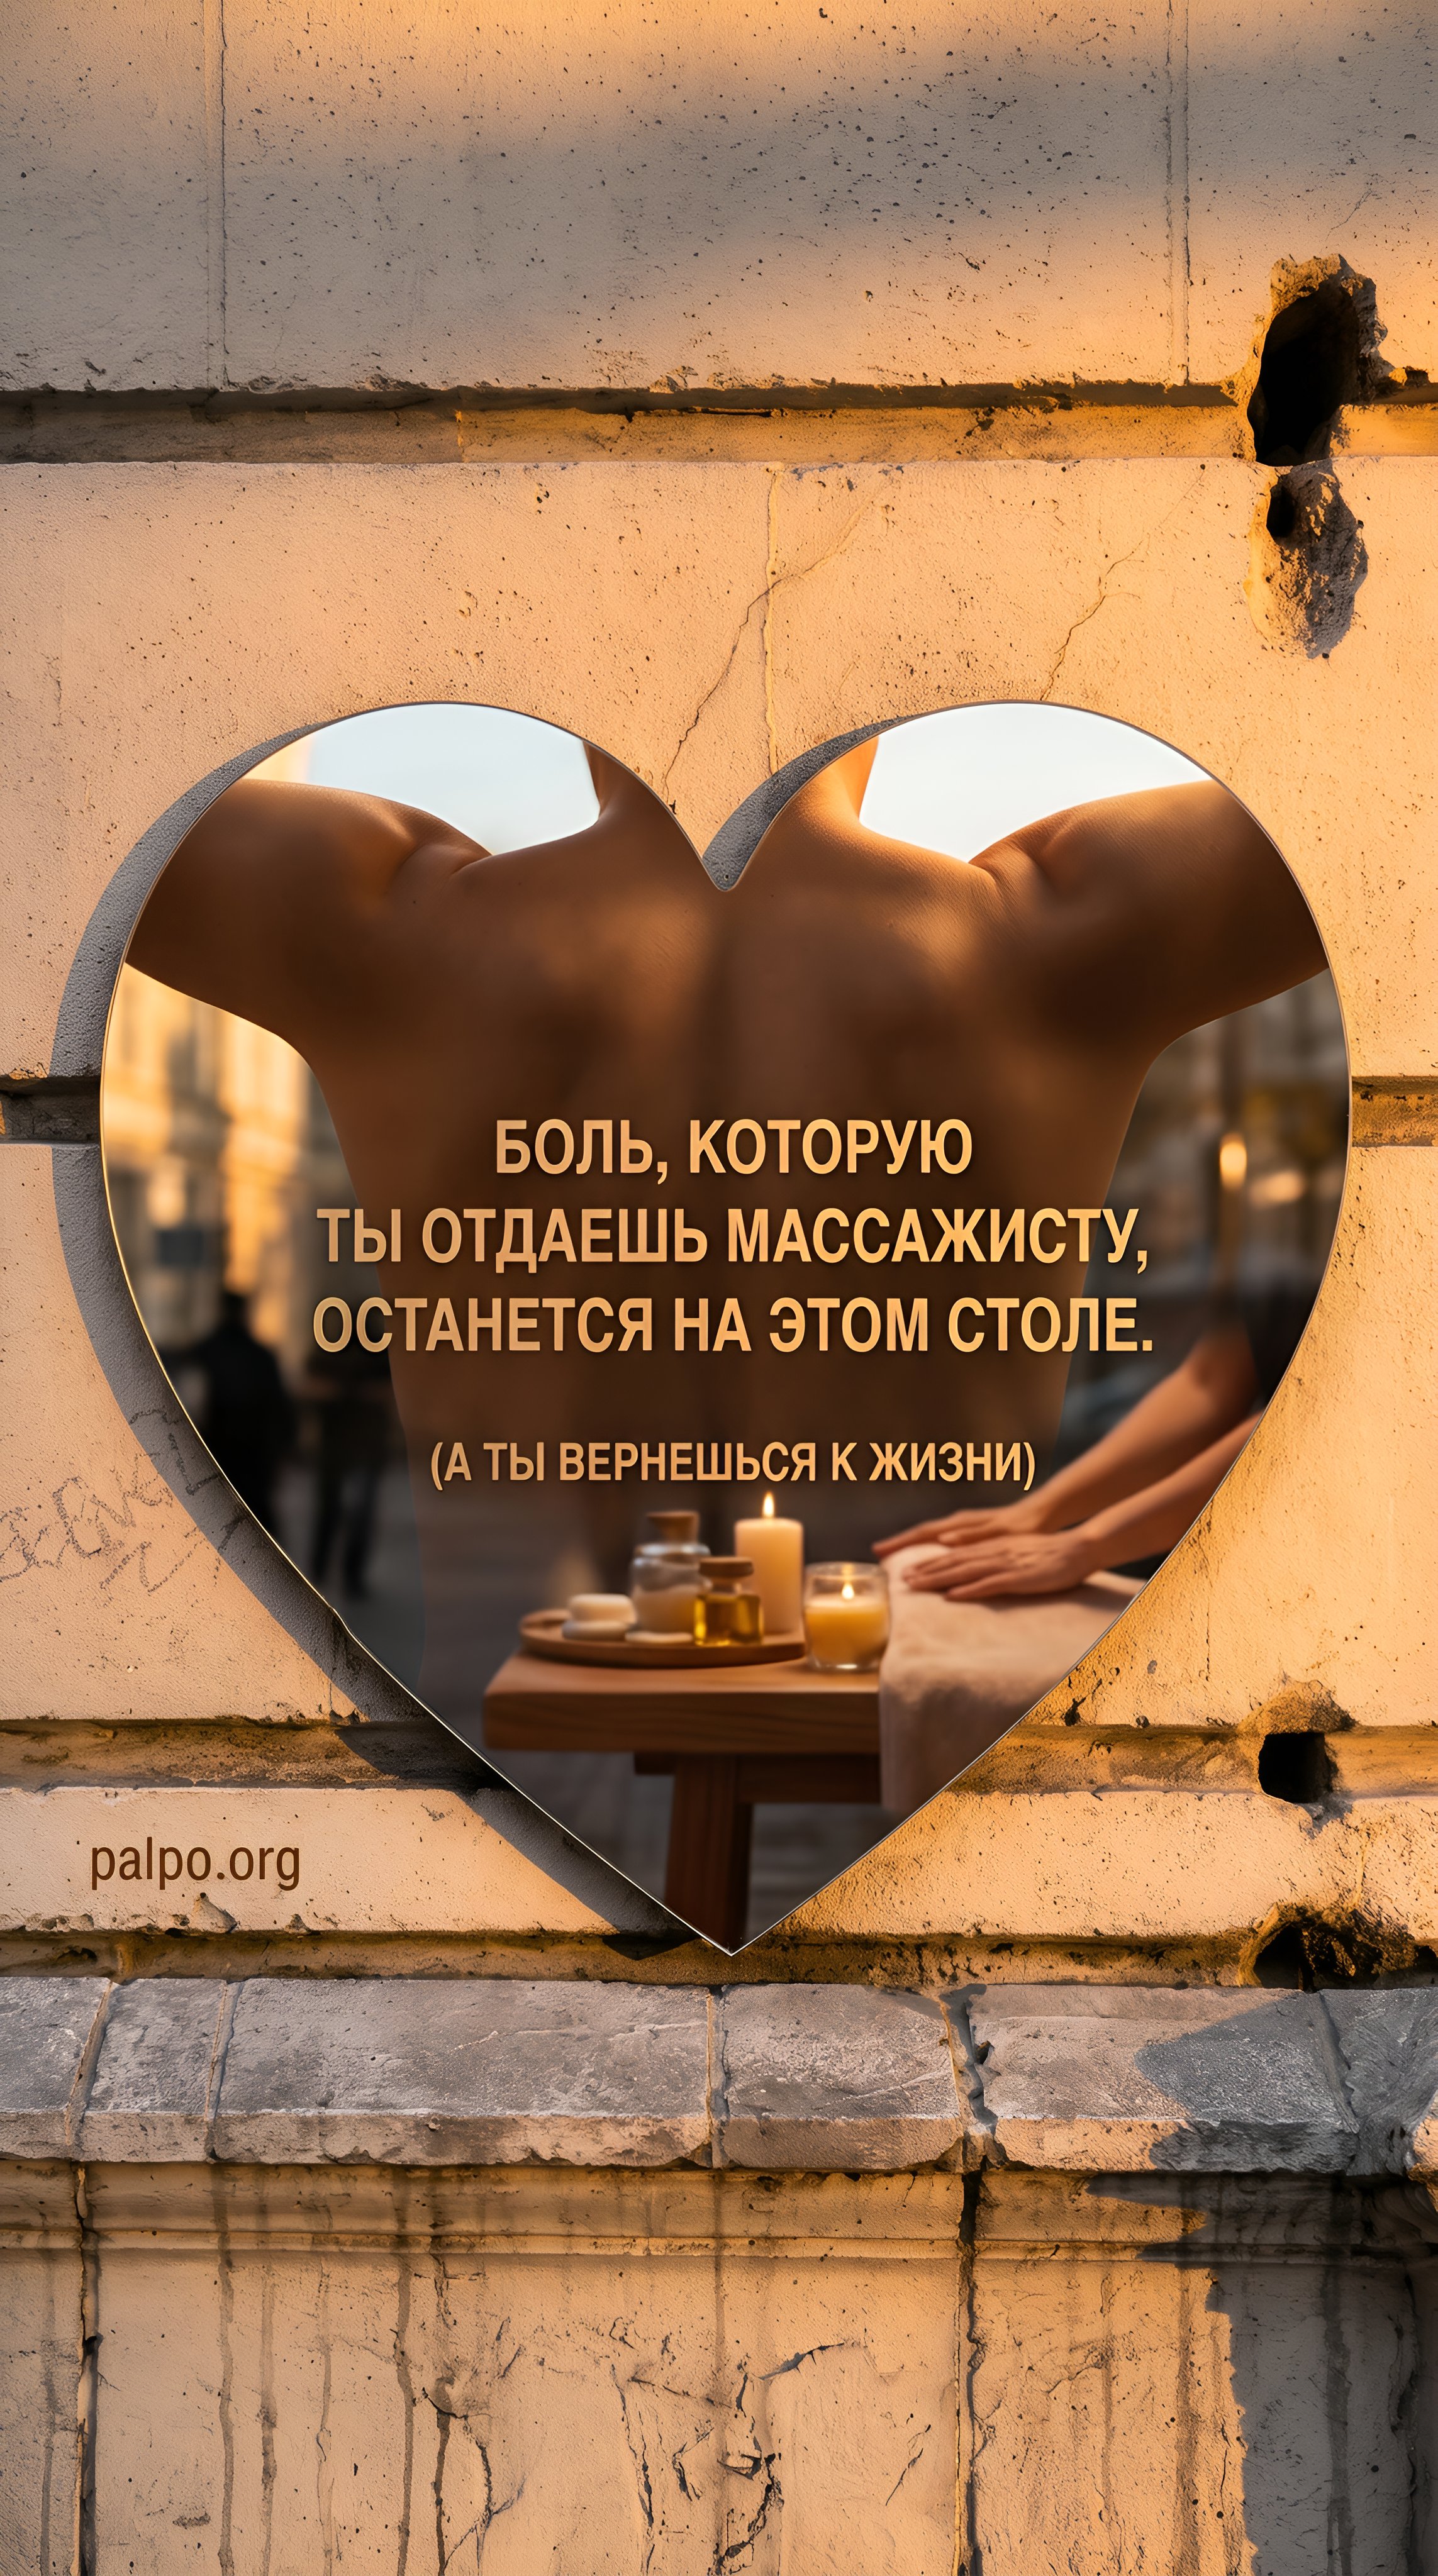 БОЛЬ, КОТОРУЮ
ТЫ ОТДАЕШЬ МАССАЖИСТУ,
ОСТАНЕТСЯ НА ЭТОМ СТОЛЕ.
(А ТЫ ВЕРНЕШЬСЯ К ЖИЗНИ)
palpo.org